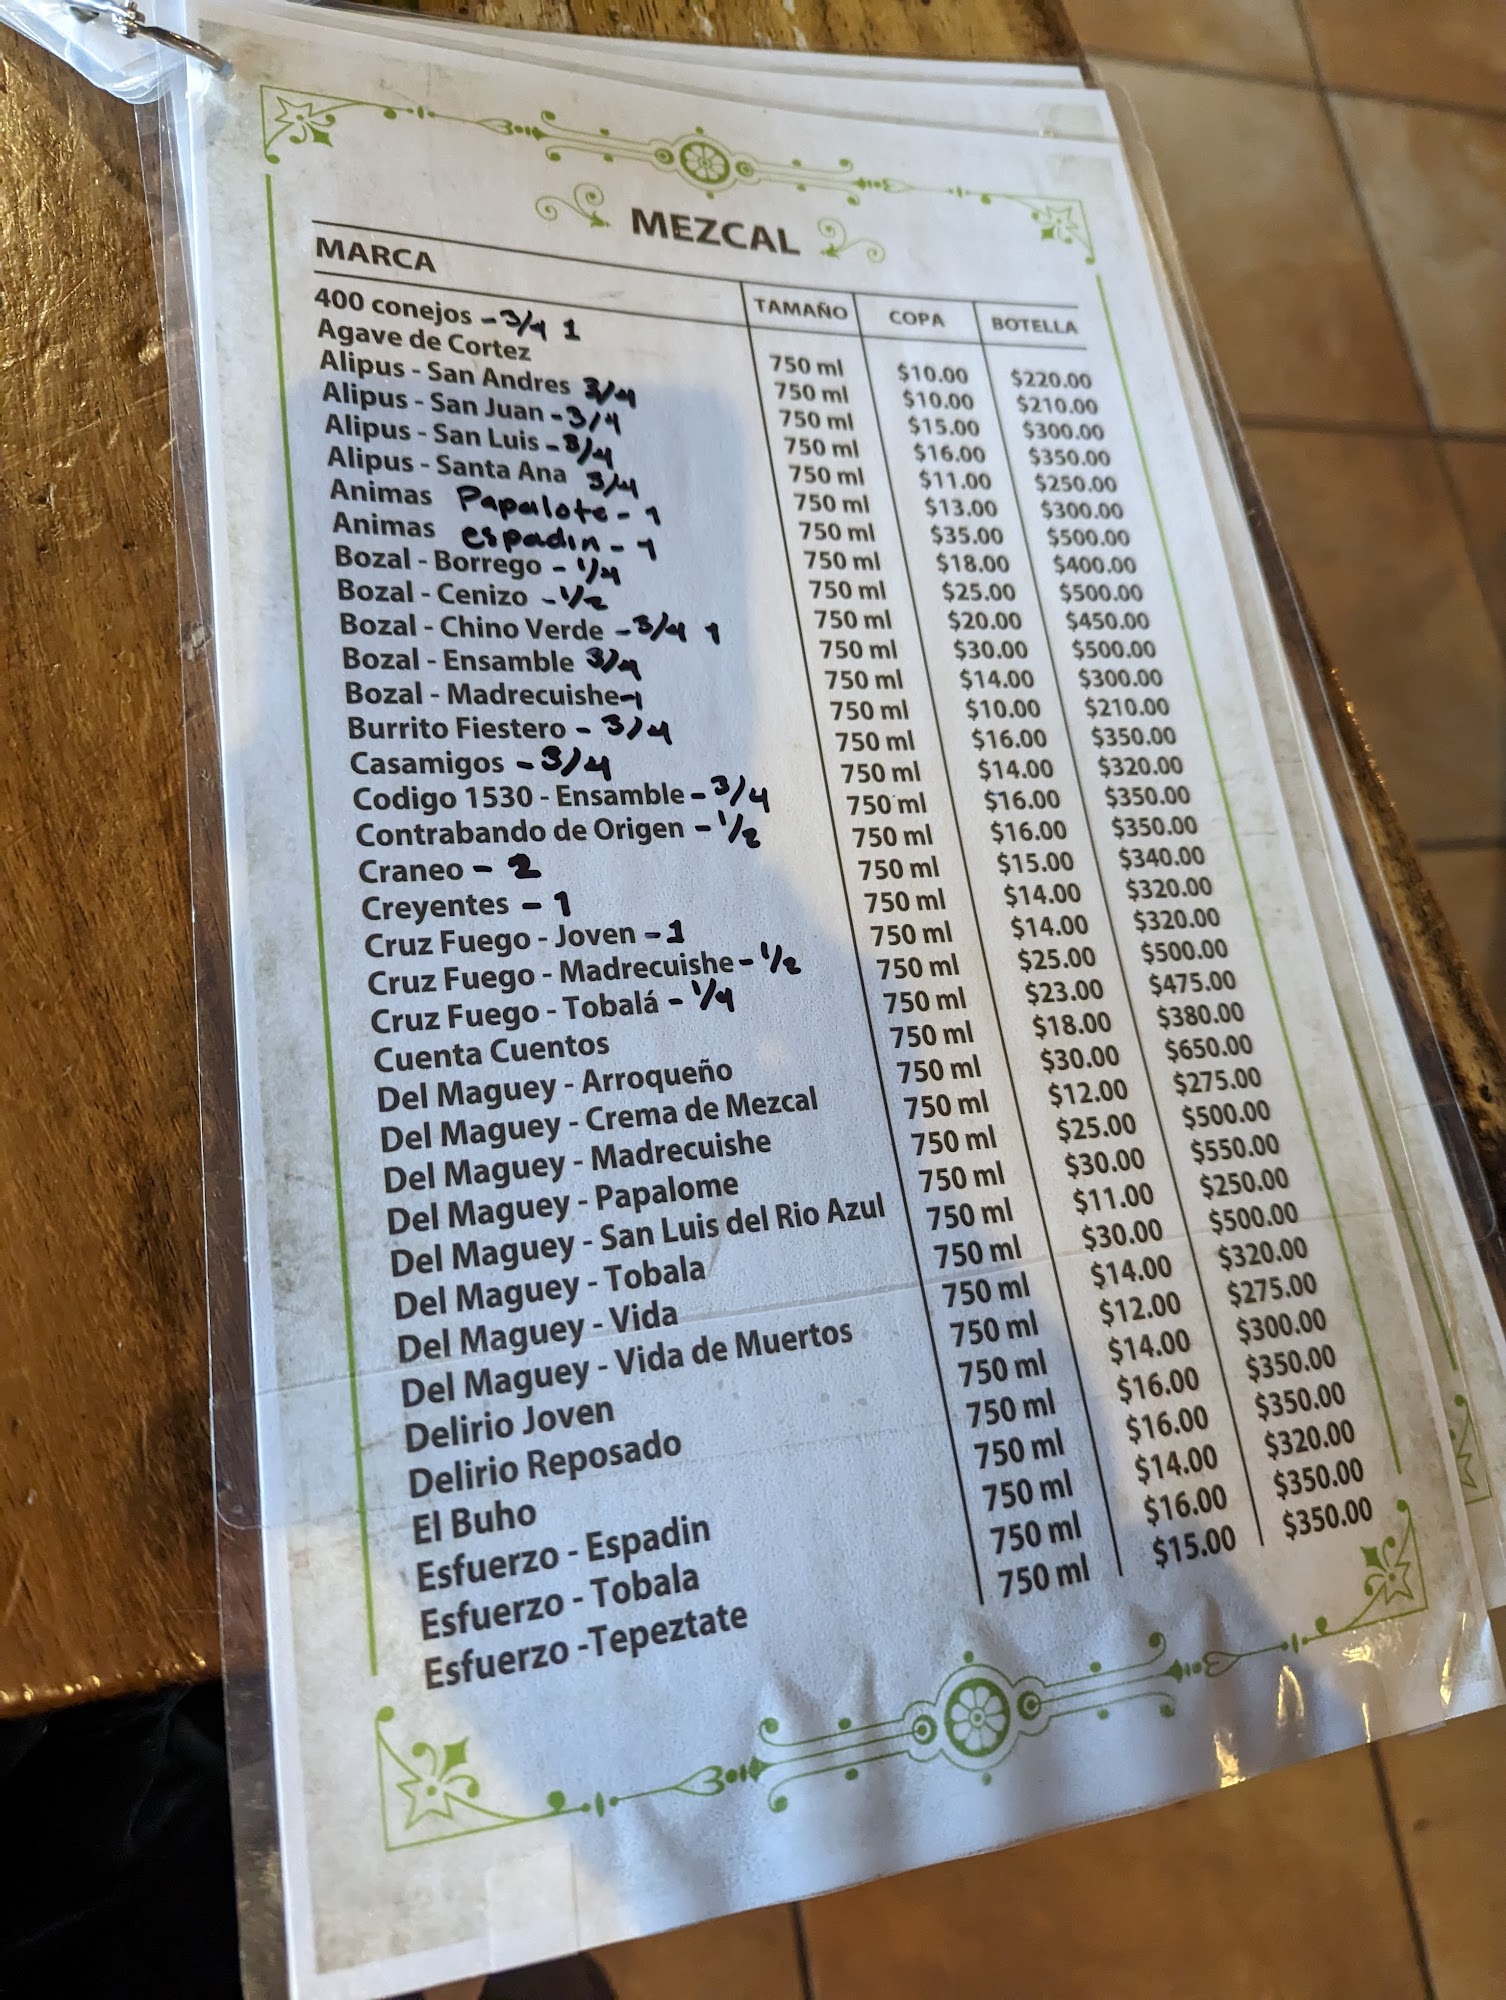 MEZCAL
MARCA TAMAÑO COPA BOTELLA
400 conejos - 3/4 1 750 ml $10.00 $220.00
Agave de Cortez 750 ml $10.00 $210.00
Alipus - San Andres 3/4 750 ml $15.00 $300.00
Alipus - San Juan - 3/4 750 ml $16.00 $350.00
Alipus - San Luis - 3/4 750 ml $11.00 $250.00
Alipus - Santa Ana 3/4 750 ml $13.00 $300.00
Animas Papalote - 1 750 ml $35.00 $500.00
Animas espadin - 1 750 ml $18.00 $400.00
Bozal - Borrego - 1/4 750 ml $25.00 $500.00
Bozal - Cenizo - 1/2 750 ml $20.00 $450.00
Bozal - Chino Verde - 3/4 1 750 ml $30.00 $500.00
Bozal - Ensamble 3/4 750 ml $14.00 $300.00
Bozal - Madrecuishe - 1 750 ml $10.00 $210.00
Burrito Fiestero - 3/4 750 ml $16.00 $350.00
Casamigos - 3/4 750 ml $14.00 $320.00
Codigo 1530 - Ensamble - 3/4 750 ml $16.00 $350.00
Contrabando de Origen - 1/2 750 ml $16.00 $350.00
Craneo - 2 750 ml $15.00 $340.00
Creyentes - 1 750 ml $14.00 $320.00
Cruz Fuego - Joven - 1 750 ml $14.00 $320.00
Cruz Fuego - Madrecuishe - 1/2 750 ml $25.00 $500.00
Cruz Fuego - Tobalá - 1/4 750 ml $23.00 $475.00
Cuenta Cuentos 750 ml $18.00 $380.00
Del Maguey - Arroqueño 750 ml $30.00 $650.00
Del Maguey - Crema de Mezcal 750 ml $12.00 $275.00
Del Maguey - Madrecuishe 750 ml $25.00 $500.00
Del Maguey - Papalome 750 ml $30.00 $550.00
Del Maguey - San Luis del Rio Azul 750 ml $11.00 $250.00
Del Maguey - Tobala 750 ml $30.00 $500.00
Del Maguey - Vida 750 ml $14.00 $320.00
Del Maguey - Vida de Muertos 750 ml $12.00 $275.00
Delirio Joven 750 ml $14.00 $300.00
Delirio Reposado 750 ml $16.00 $350.00
El Buho 750 ml $16.00 $350.00
Esfuerzo - Espadin 750 ml $14.00 $320.00
Esfuerzo - Tobala 750 ml $16.00 $350.00
Esfuerzo -Tepeztate 750 ml $15.00 $350.00